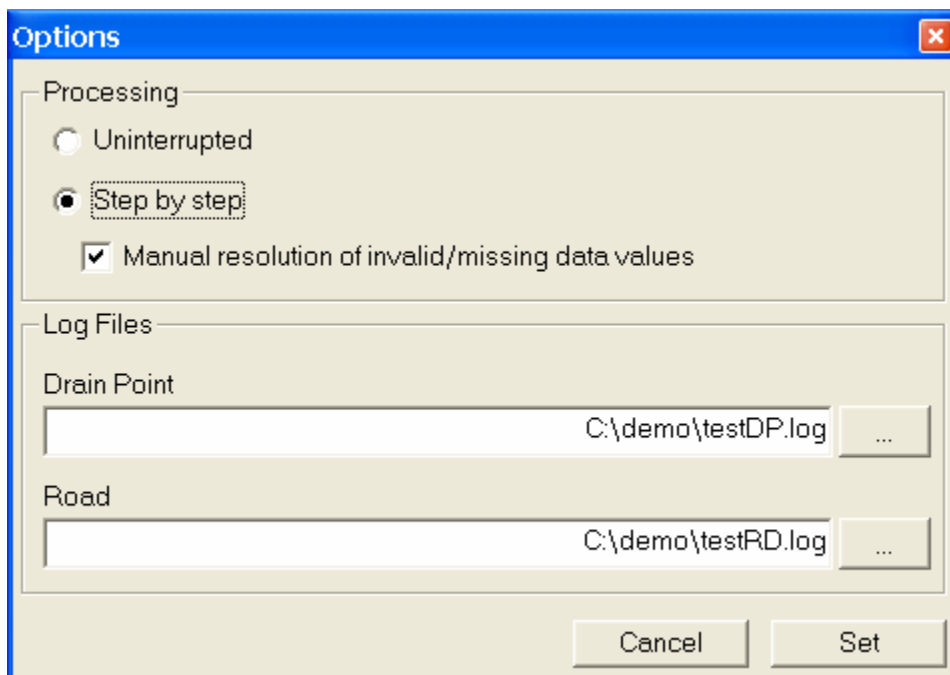 Options
Processing
Uninterrupted
Step by step
Manual resolution of invalid/missing data values
Log Files
Drain Point
C:\demo\testDP.log ...
Road
C:\demo\testRD.log ...
Cancel Set